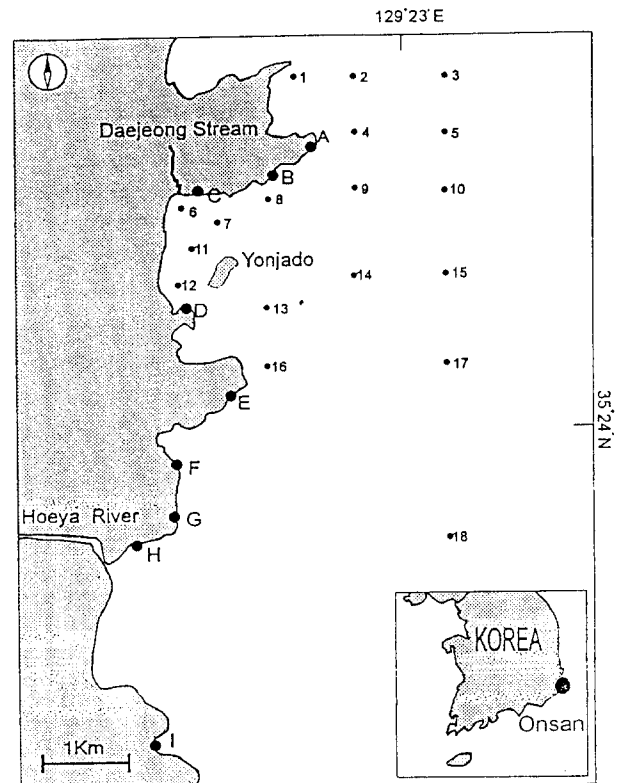 129°23´E
1
2
3
Daejeong Stream
A
4
5
B
C
8
9
10
6
7
11
Yonjado
12
14
15
D
13
16
17
E
35°24´N
F
Hoeya River
G
H
18
KOREA
Onsan
I
1Km